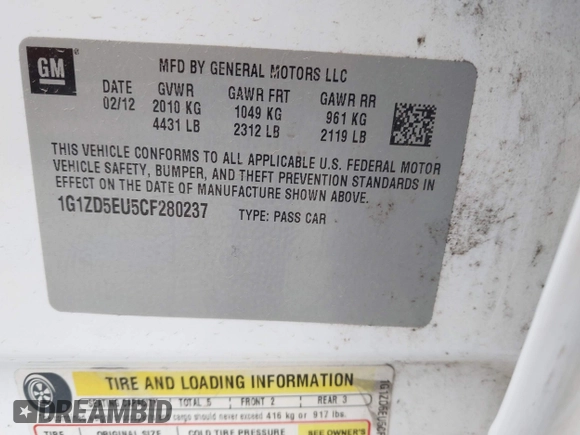 GM
MFD BY GENERAL MOTORS LLC
DATE GVWR GAWR FRT GAWR RR
02/12 2010 KG 1049 KG 961 KG
4431 LB 2312 LB 2119 LB
THIS VEHICLE CONFORMS TO ALL APPLICABLE U.S. FEDERAL MOTOR
VEHICLE SAFETY, BUMPER, AND THEFT PREVENTION STANDARDS IN
EFFECT ON THE DATE OF MANUFACTURE SHOWN ABOVE.
1G1ZD5EU5CF280237 TYPE: PASS CAR
TIRE AND LOADING INFORMATION
TOTAL 5 FRONT 2 REAR 3
cargo should never exceed 416 kg or 917 lbs.
TIRE ORIGINAL SIZE COLD TIRE PRESSURE SEE OWNER'S
DREAMBID.COM